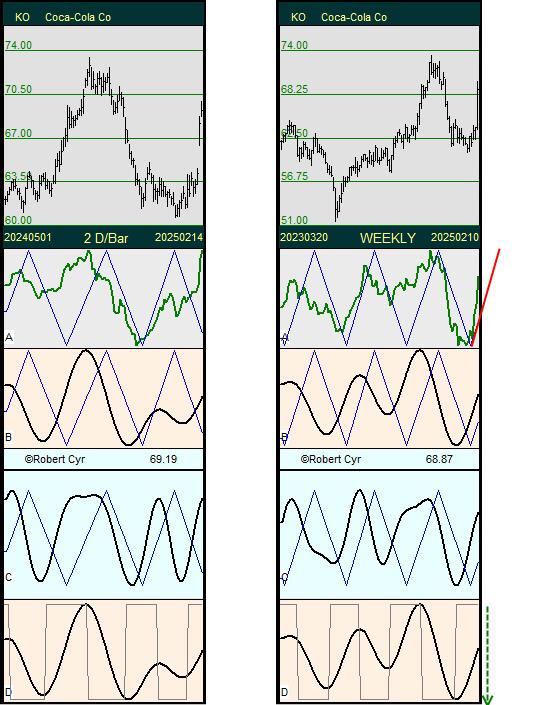 KO Coca-Cola Co
74.00
70.50
67.00
63.50
60.00
20240501 2 D/Bar 20250214
A
B
©Robert Cyr 69.19
C
D
KO Coca-Cola Co
74.00
68.25
62.50
56.75
51.00
20230320 WEEKLY 20250210
A
B
©Robert Cyr 68.87
C
D